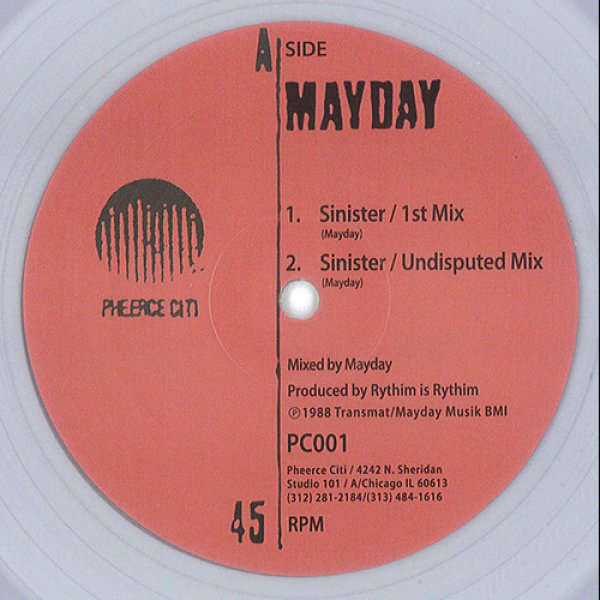 A SIDE
MAYDAY
1. Sinister / 1st Mix
(Mayday)
2. Sinister / Undisputed Mix
(Mayday)
PHEERCE CITI
Mixed by Mayday
Produced by Rythim is Rythim
℗ 1988 Transmat/Mayday Musik BMI
PC001
Pheerce Citi / 4242 N. Sheridan
Studio 101 / A/Chicago IL 60613
(312) 281-2184/(313) 484-1616
45 RPM